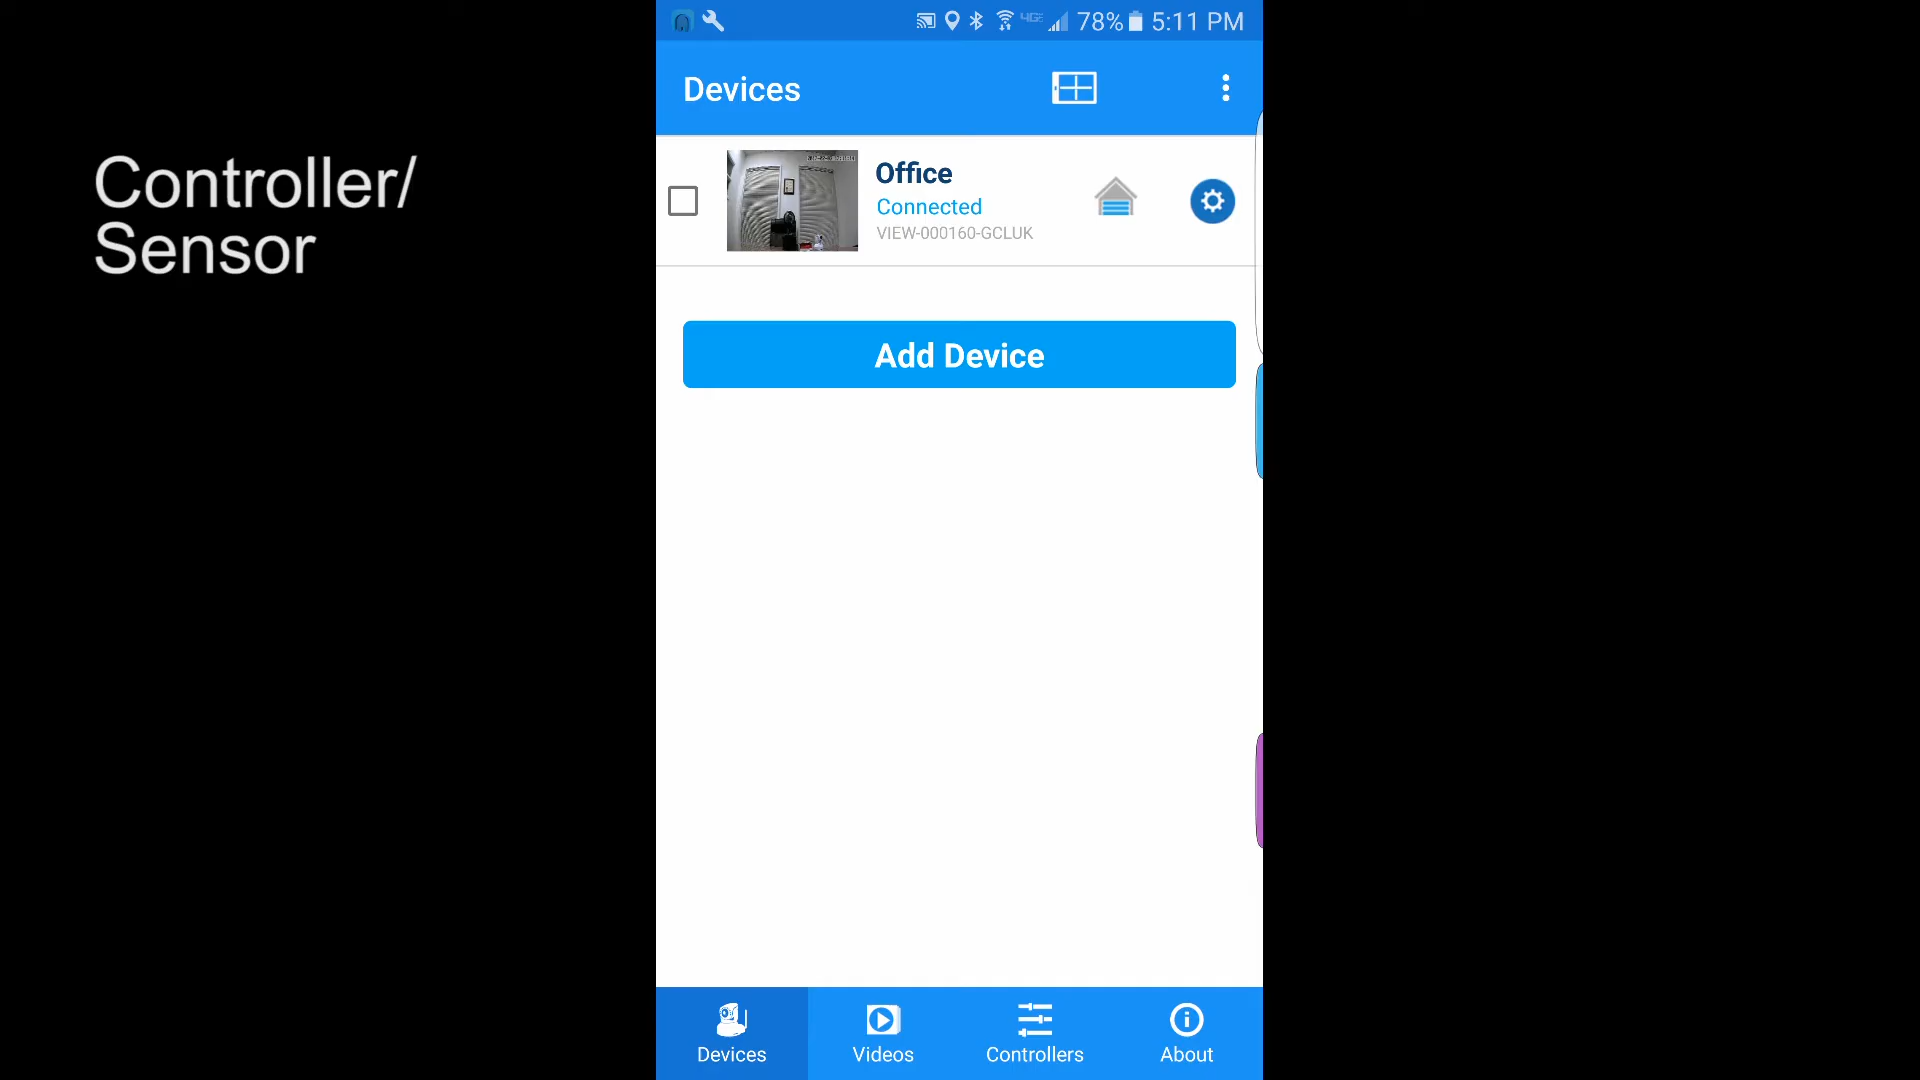 Controller/
Sensor
78% 5:11 PM
Devices
Office
Connected
VIEW-000160-GCLUK
Add Device
Devices
Videos
Controllers
About